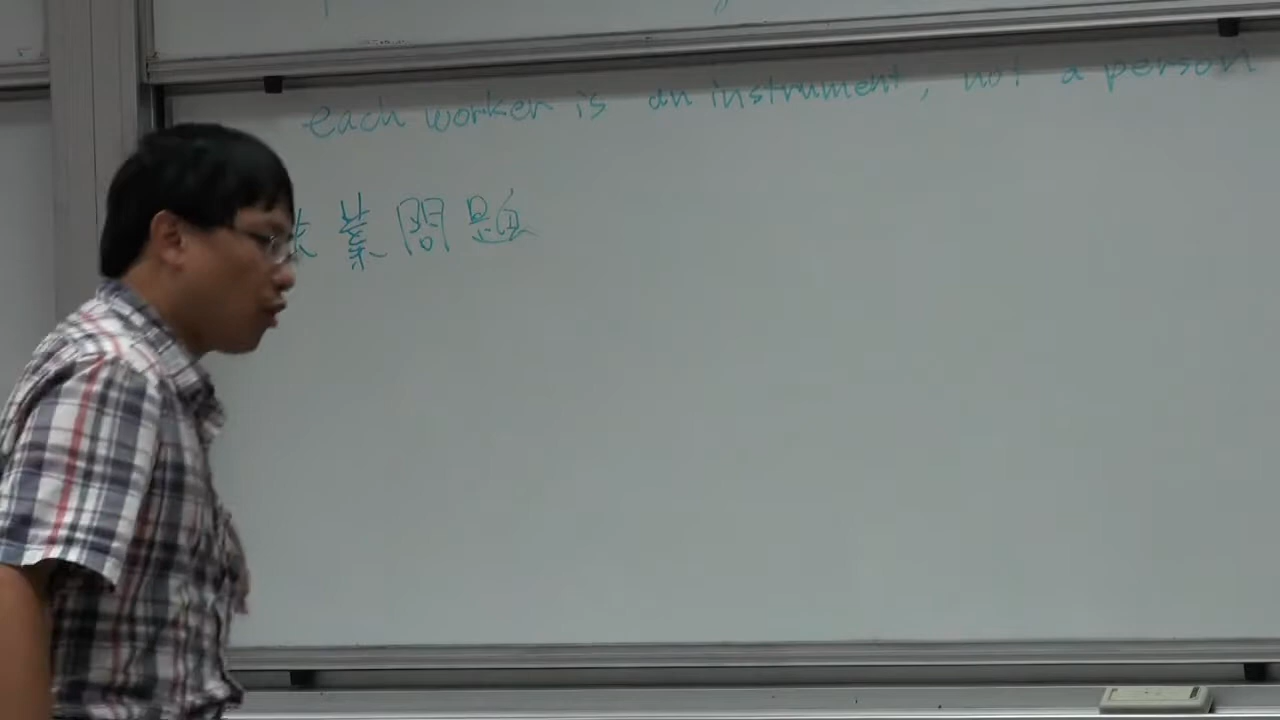 each worker is an instrument, not a person
業問題